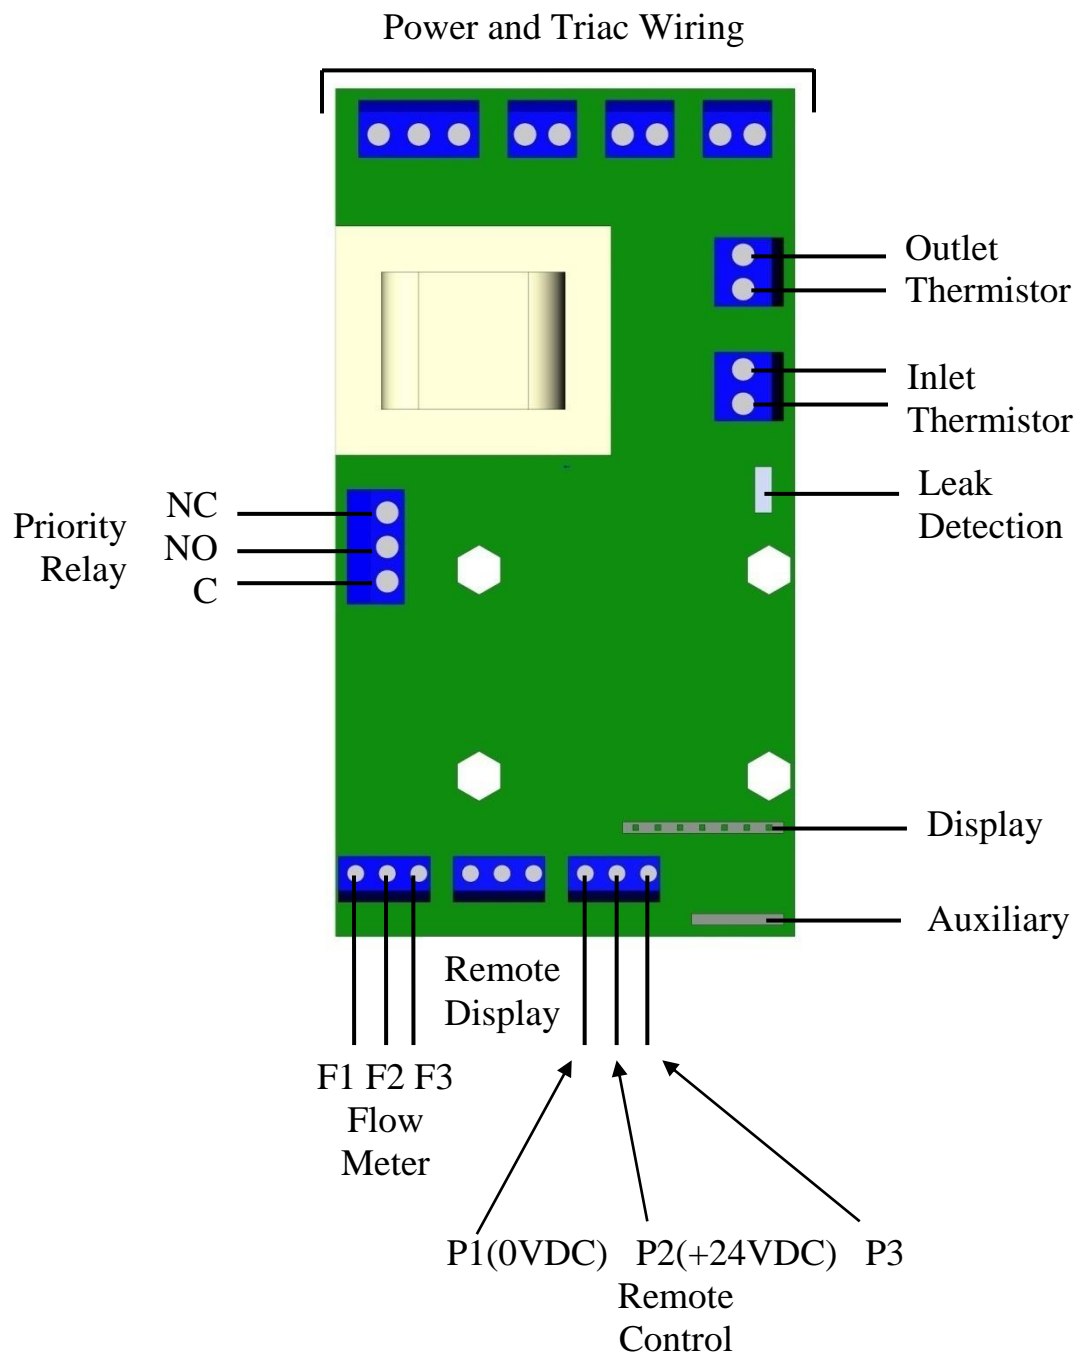 Power and Triac Wiring
Outlet
Thermistor
Inlet
Thermistor
Leak
Detection
NC
Priority
NO
Relay
C
Display
Auxiliary
Remote
Display
F1 F2 F3
Flow
Meter
P1(0VDC) P2(+24VDC) P3
Remote
Control